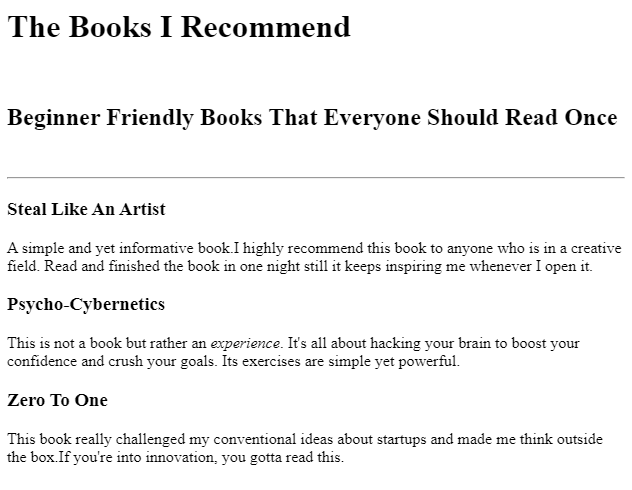 The Books I Recommend
Beginner Friendly Books That Everyone Should Read Once
Steal Like An Artist
A simple and yet informative book.I highly recommend this book to anyone who is in a creative
field. Read and finished the book in one night still it keeps inspiring me whenever I open it.
Psycho-Cybernetics
This is not a book but rather an experience. It's all about hacking your brain to boost your
confidence and crush your goals. Its exercises are simple yet powerful.
Zero To One
This book really challenged my conventional ideas about startups and made me think outside
the box.If you're into innovation, you gotta read this.